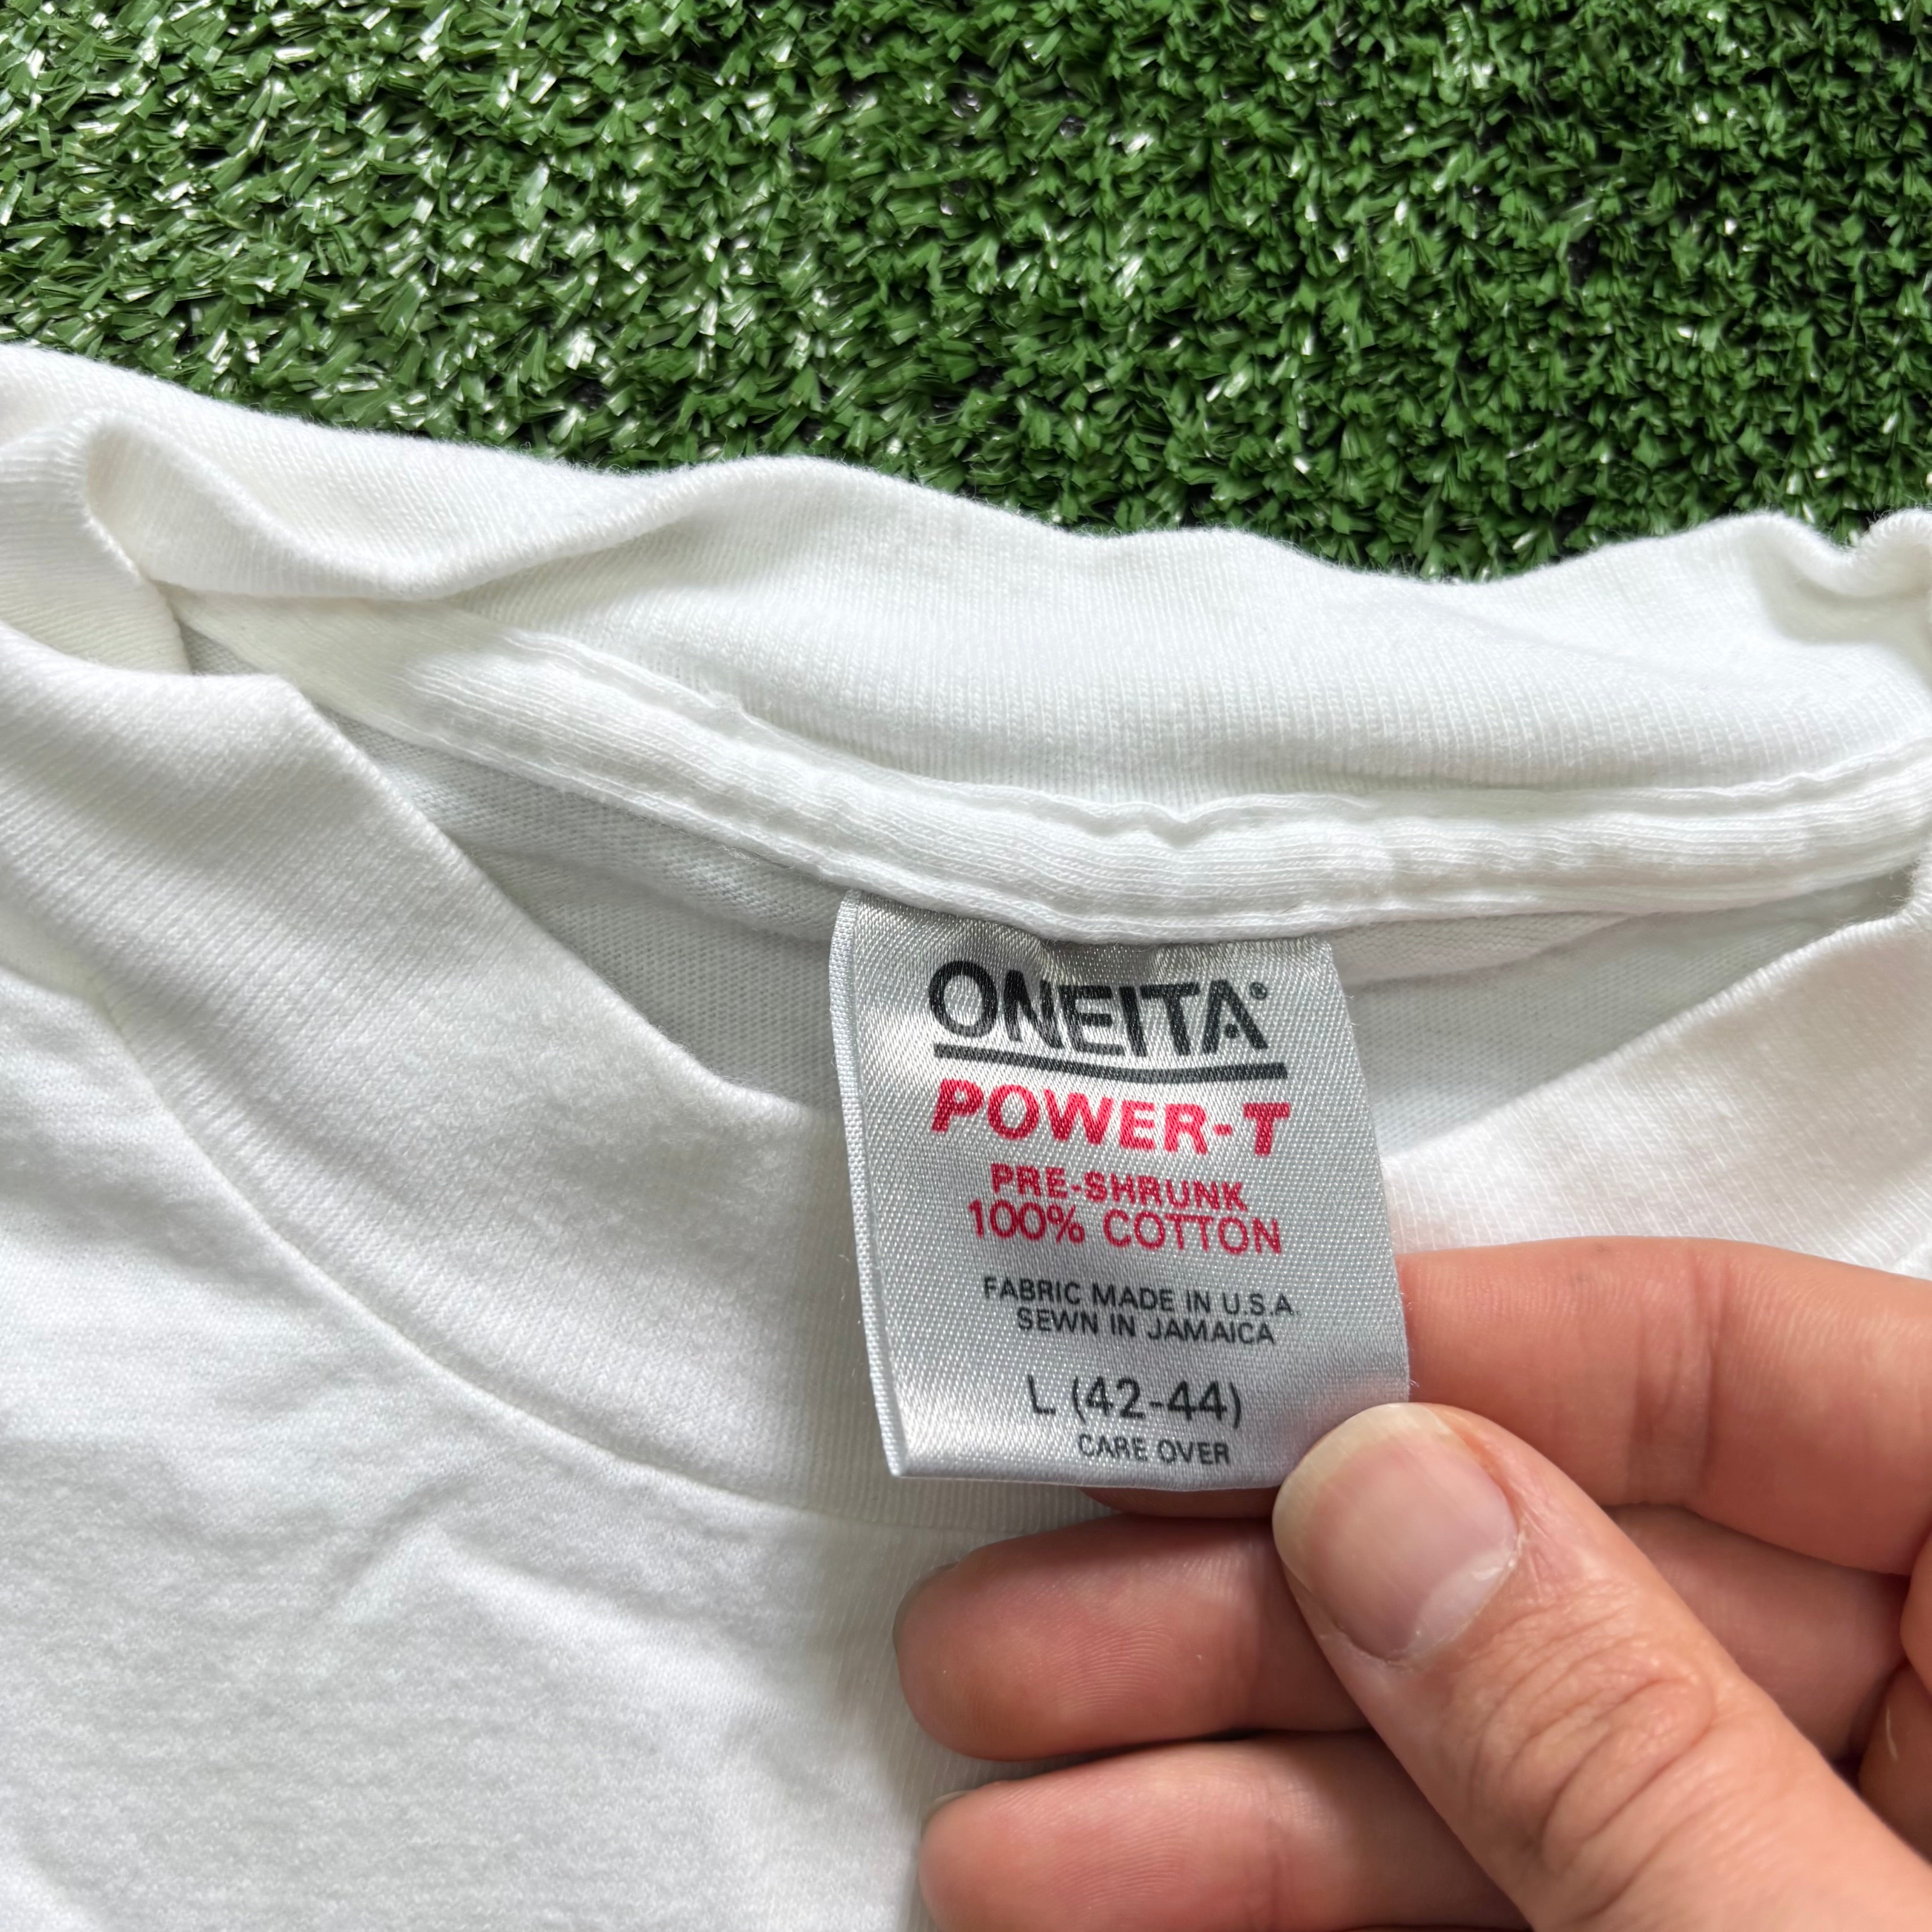 ONEITA®
POWER-T
PRE-SHRUNK
100% COTTON
FABRIC MADE IN U.S.A.
SEWN IN JAMAICA
L (42-44)
CARE OVER